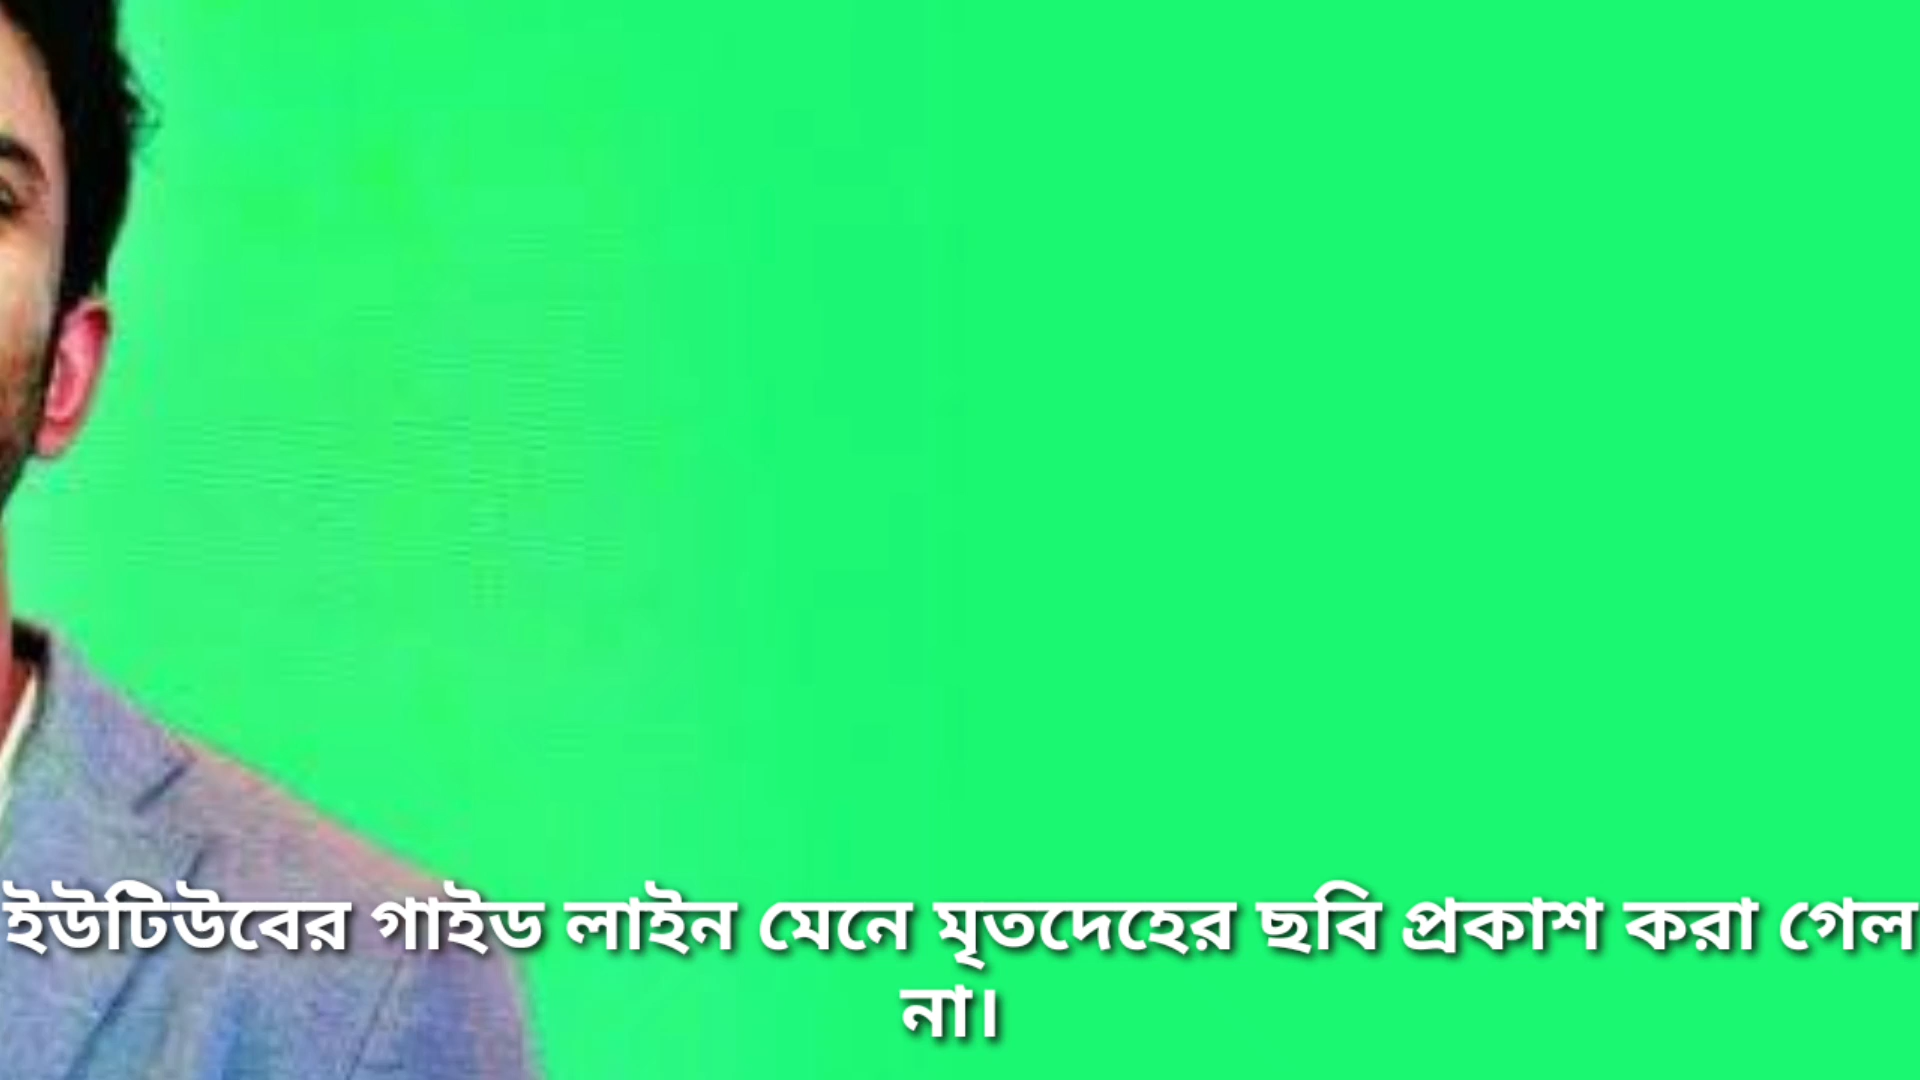 ইউটিউবের গাইড লাইন মেনে মৃতদেহের ছবি প্রকাশ করা গেল
না।